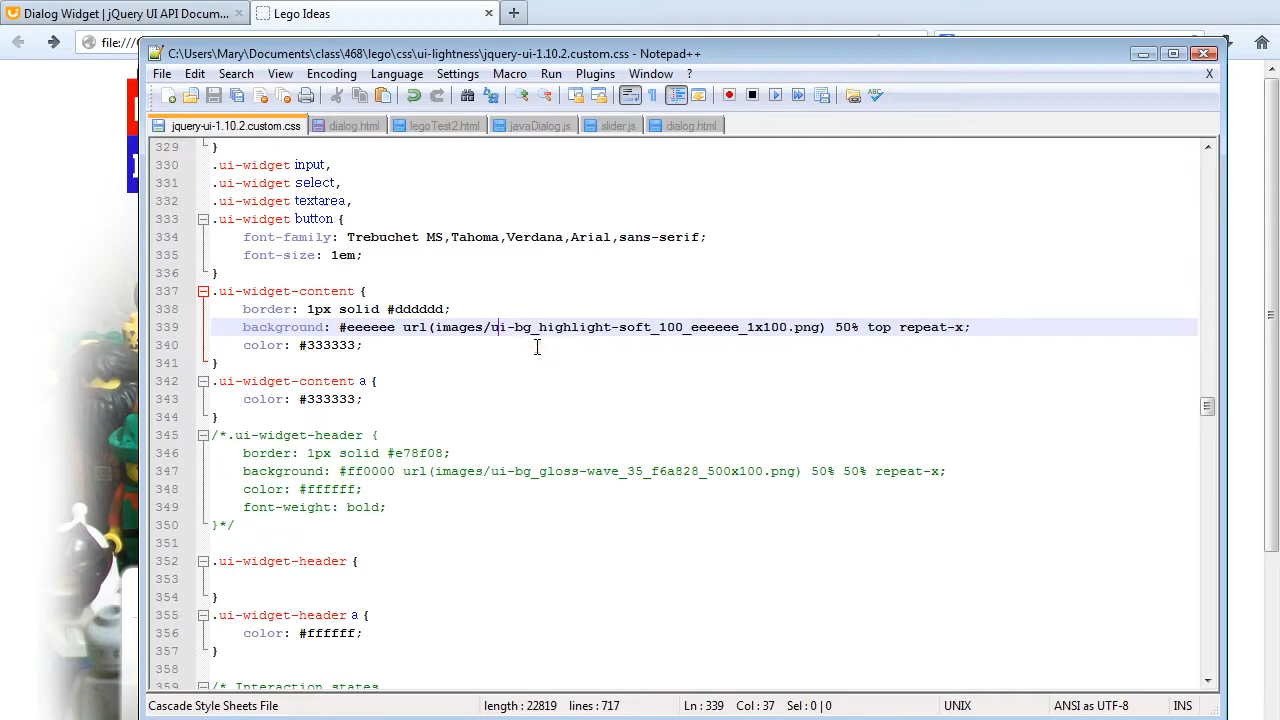 Dialog Widget | jQuery UI API Docum...
Lego Ideas
file:///
C:\Users\Mary\Documents\class\468\lego\css\ui-lightness\jquery-ui-1.10.2.custom.css - Notepad++
File Edit Search View Encoding Language Settings Macro Run Plugins Window ? X
jquery-ui-1.10.2.custom.css dialog.html legoTest2.html javaDialog.js slider.js dialog.html
329 }
330 .ui-widget input,
331 .ui-widget select,
332 .ui-widget textarea,
333 .ui-widget button {
334 font-family: Trebuchet MS,Tahoma,Verdana,Arial,sans-serif;
335 font-size: 1em;
336 }
337 .ui-widget-content {
338 border: 1px solid #dddddd;
339 background: #eeeeee url(images/ui-bg_highlight-soft_100_eeeeee_1x100.png) 50% top repeat-x;
340 color: #333333;
341 }
342 .ui-widget-content a {
343 color: #333333;
344 }
345 /*.ui-widget-header {
346 border: 1px solid #e78f08;
347 background: #ff0000 url(images/ui-bg_gloss-wave_35_f6a828_500x100.png) 50% 50% repeat-x;
348 color: #ffffff;
349 font-weight: bold;
350 }*/
351
352 .ui-widget-header {
353
354 }
355 .ui-widget-header a {
356 color: #ffffff;
357 }
358
359 /* Interaction states
Cascade Style Sheets File length : 22819 lines : 717 Ln : 339 Col : 37 Sel : 0 | 0 UNIX ANSI as UTF-8 INS